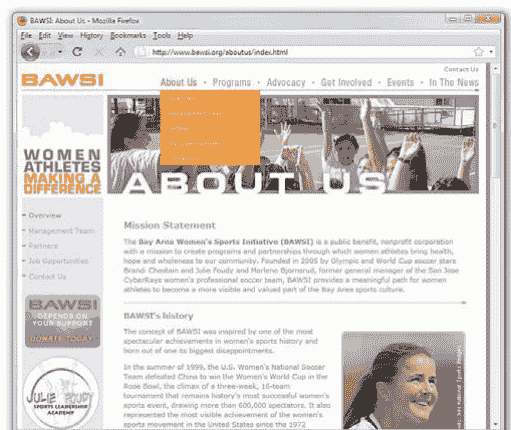 BAWSI: About Us - Mozilla Firefox
File Edit View History Bookmarks Tools Help
http://www.bawsi.org/aboutus/index.html
Contact Us
BAWSI
About Us • Programs • Advocacy • Get Involved • Events • In The News
WOMEN
ATHLETES
MAKING A
DIFFERENCE
ABOUT US
Overview
Management Team
Partners
Job Opportunities
Contact Us
BAWSI
DEPENDS ON
YOUR SUPPORT
DONATE TODAY
JULIE FOUDY
SPORTS LEADERSHIP
ACADEMY
Mission Statement
The Bay Area Women's Sports Initiative (BAWSI) is a public benefit, nonprofit corporation
with a mission to create programs and partnerships through which women athletes bring health,
hope and wholeness to our community. Founded in 2005 by Olympic and World Cup soccer stars
Brandi Chastain and Julie Foudy and Marlene Bjornsrud, former general manager of the San Jose
CyberRays women's professional soccer team, BAWSI provides a meaningful path for women
athletes to become a more visible and valued part of the Bay Area sports culture.
BAWSI's history
The concept of BAWSI was inspired by one of the most
spectacular achievements in women's sports history and
born out of one its biggest disappointments.
In the summer of 1999, the U.S. Women's National Soccer
Team defeated China to win the Women's World Cup in the
Rose Bowl, the climax of a three-week, 16-team
tournament that remains history's most successful women's
sports event, drawing more than 600,000 spectators. It also
represented the most visible achievement of the women's
sports movement in the United States since the 1972